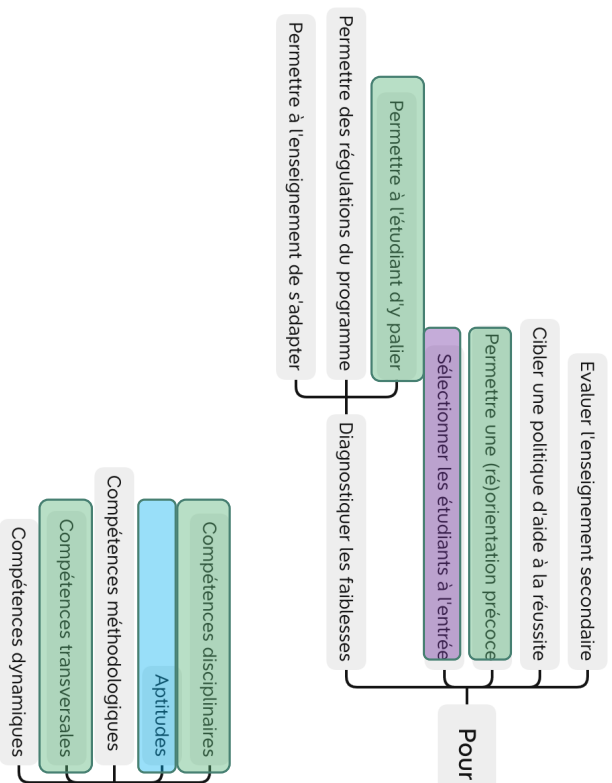 Evaluer l'enseignement secondaire
Cibler une politique d'aide à la réussite
Permettre une (ré)orientation précoce
Sélectionner les étudiants à l'entrée
Diagnostiquer les faiblesses
Permettre à l'étudiant d'y palier
Permettre des régulations du programme
Permettre à l'enseignement de s'adapter
Pour
Compétences disciplinaires
Aptitudes
Compétences méthodologiques
Compétences transversales
Compétences dynamiques